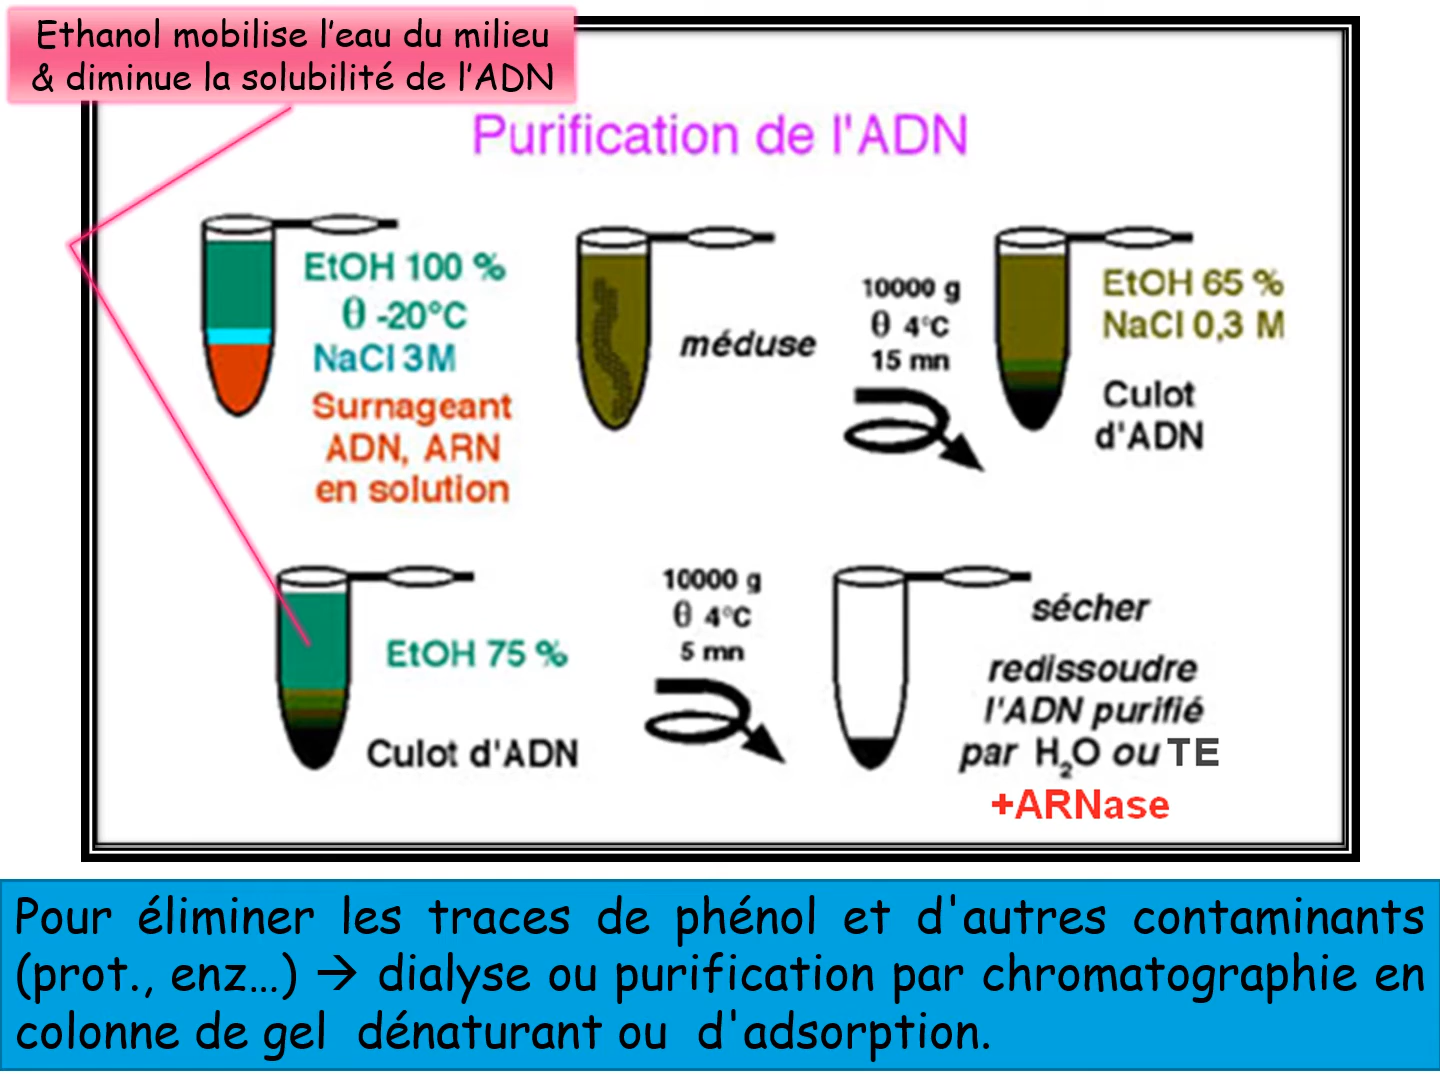 Ethanol mobilise l’eau du milieu
& diminue la solubilité de l’ADN
Purification de l'ADN
EtOH 100 %
θ -20°C
NaCl 3M
Surnageant
ADN, ARN
en solution
méduse
10000 g
θ 4°C
15 mn
EtOH 65 %
NaCl 0,3 M
Culot
d'ADN
EtOH 75 %
Culot d'ADN
10000 g
θ 4°C
5 mn
sécher
redissoudre
l'ADN purifié
par H₂O ou TE
+ARNase
Pour éliminer les traces de phénol et d'autres contaminants
(prot., enz…) → dialyse ou purification par chromatographie en
colonne de gel dénaturant ou d'adsorption.